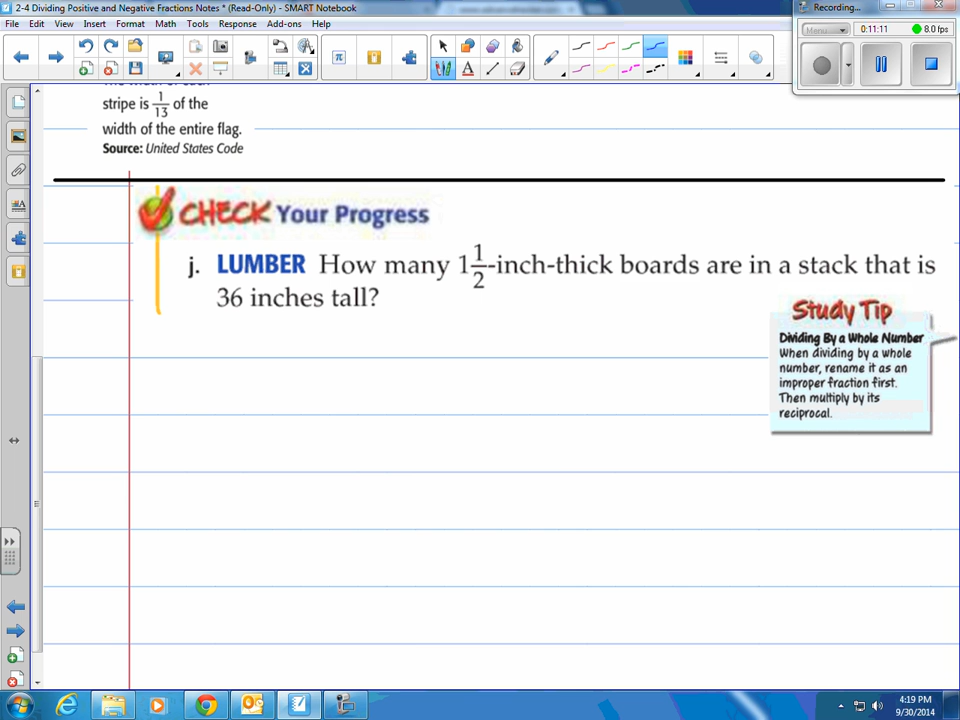 2-4 Dividing Positive and Negative Fractions Notes * (Read-Only) - SMART Notebook
Recording...
File Edit View Insert Format Math Tools Response Add-ons Help
Menu 0:11:11 8.0 fps
stripe is 1/13 of the
width of the entire flag.
Source: United States Code
CHECK Your Progress
j. LUMBER How many 1 1/2-inch-thick boards are in a stack that is
36 inches tall?
Study Tip
Dividing By a Whole Number
When dividing by a whole
number, rename it as an
improper fraction first.
Then multiply by its
reciprocal.
4:19 PM
9/30/2014